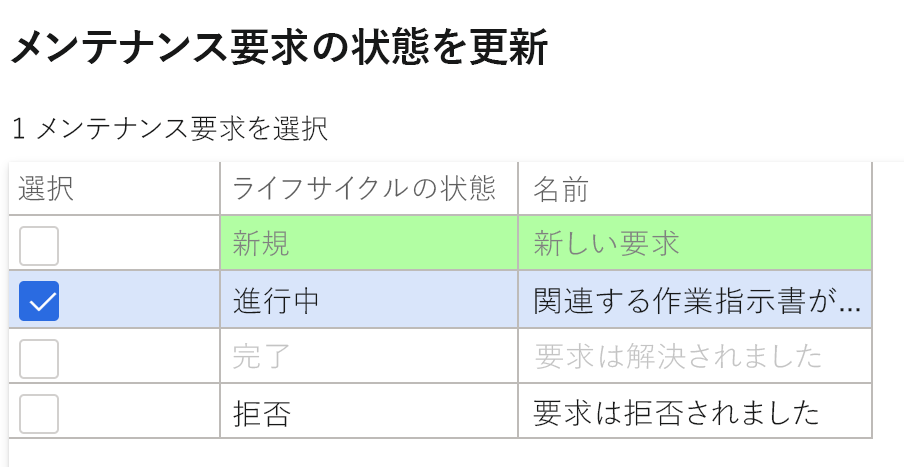 メンテナンス要求の状態を更新
1 メンテナンス要求を選択
選択 ライフサイクルの状態 名前
新規 新しい要求
進行中 関連する作業指示書が...
完了 要求は解決されました
拒否 要求は拒否されました